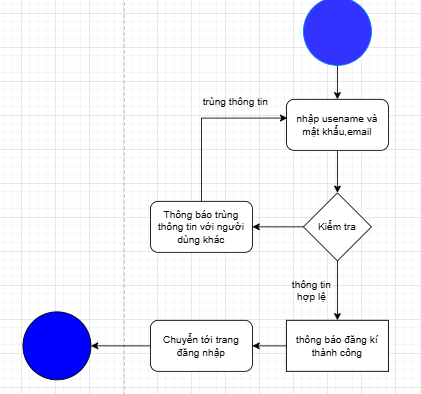 trùng thông tin
nhập usename và
mật khẩu,email
Thông báo trùng
thông tin với người
dùng khác
Kiểm tra
thông tin
hợp lệ
Chuyển tới trang
đăng nhập
thông báo đăng kí
thành công